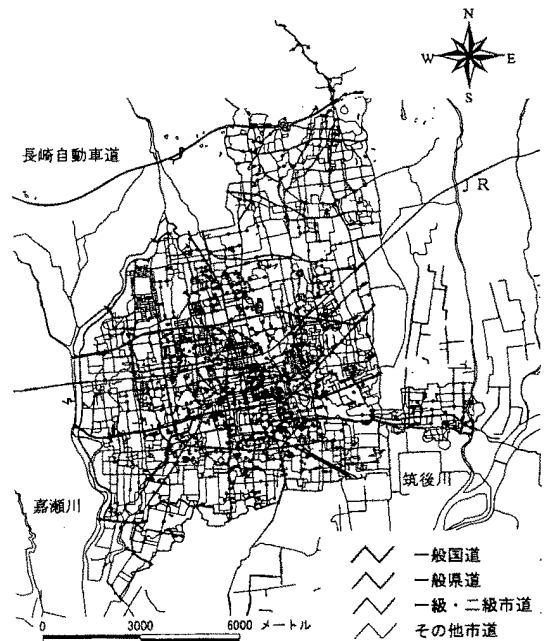 N
W E
S
長崎自動車道
JR
嘉瀬川
筑後川
一般国道
一般県道
一級・二級市道
その他市道
0 3000 6000 メートル